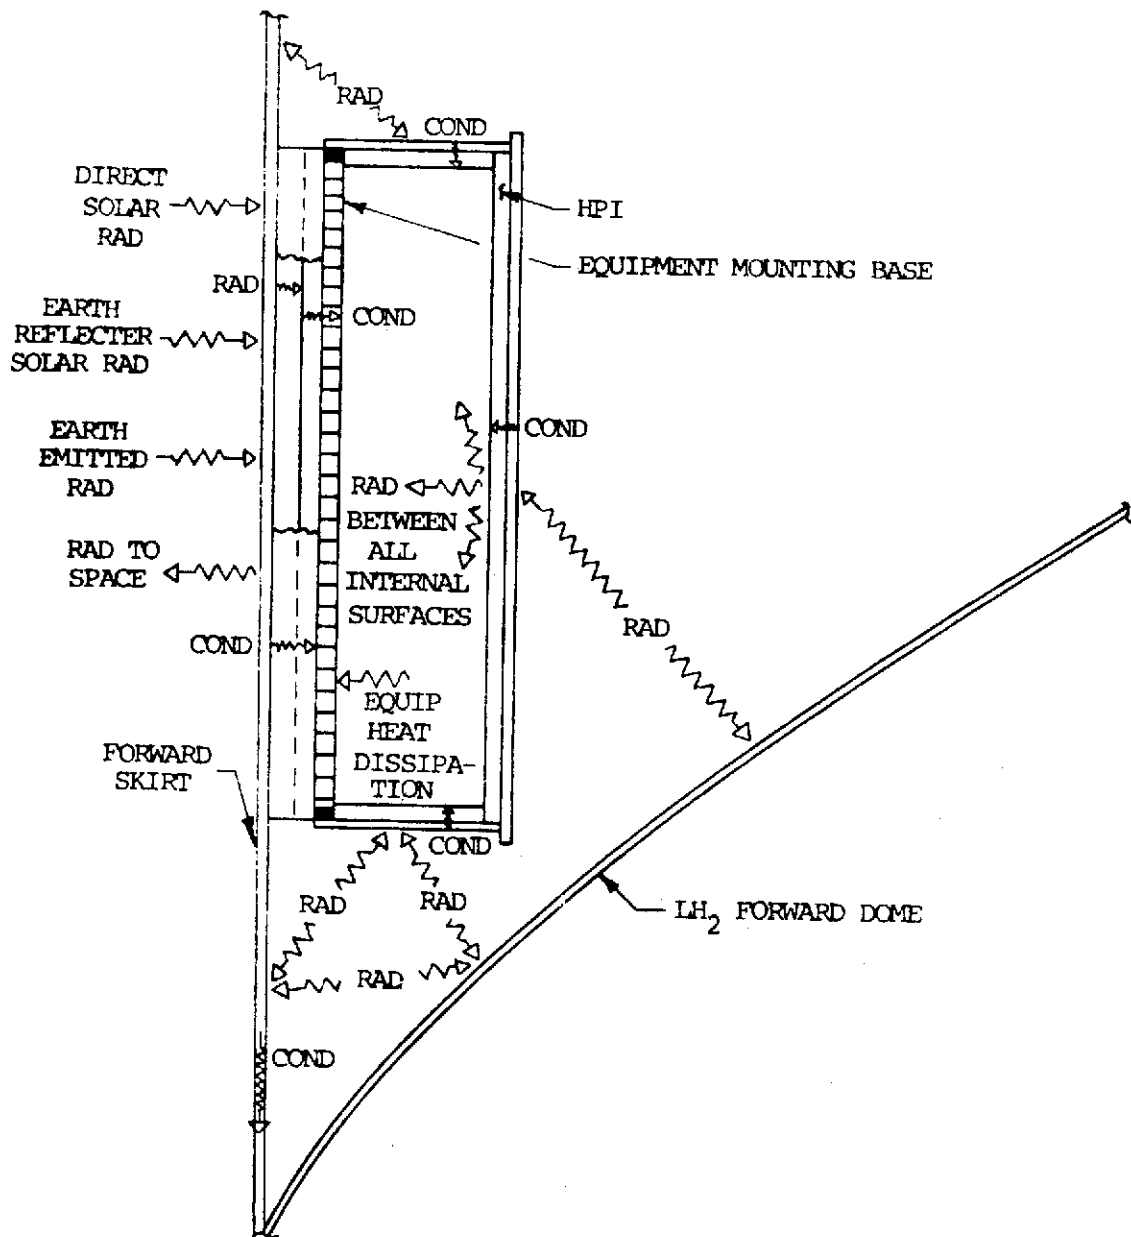 RAD
COND
DIRECT
SOLAR
RAD
HPI
EQUIPMENT MOUNTING BASE
RAD
EARTH
REFLECTER
SOLAR RAD
COND
COND
EARTH
EMITTED
RAD
RAD
BETWEEN
ALL
INTERNAL
SURFACES
RAD TO
SPACE
RAD
COND
EQUIP
HEAT
DISSIPA-
TION
FORWARD
SKIRT
COND
RAD
RAD
LH2 FORWARD DOME
RAD
COND